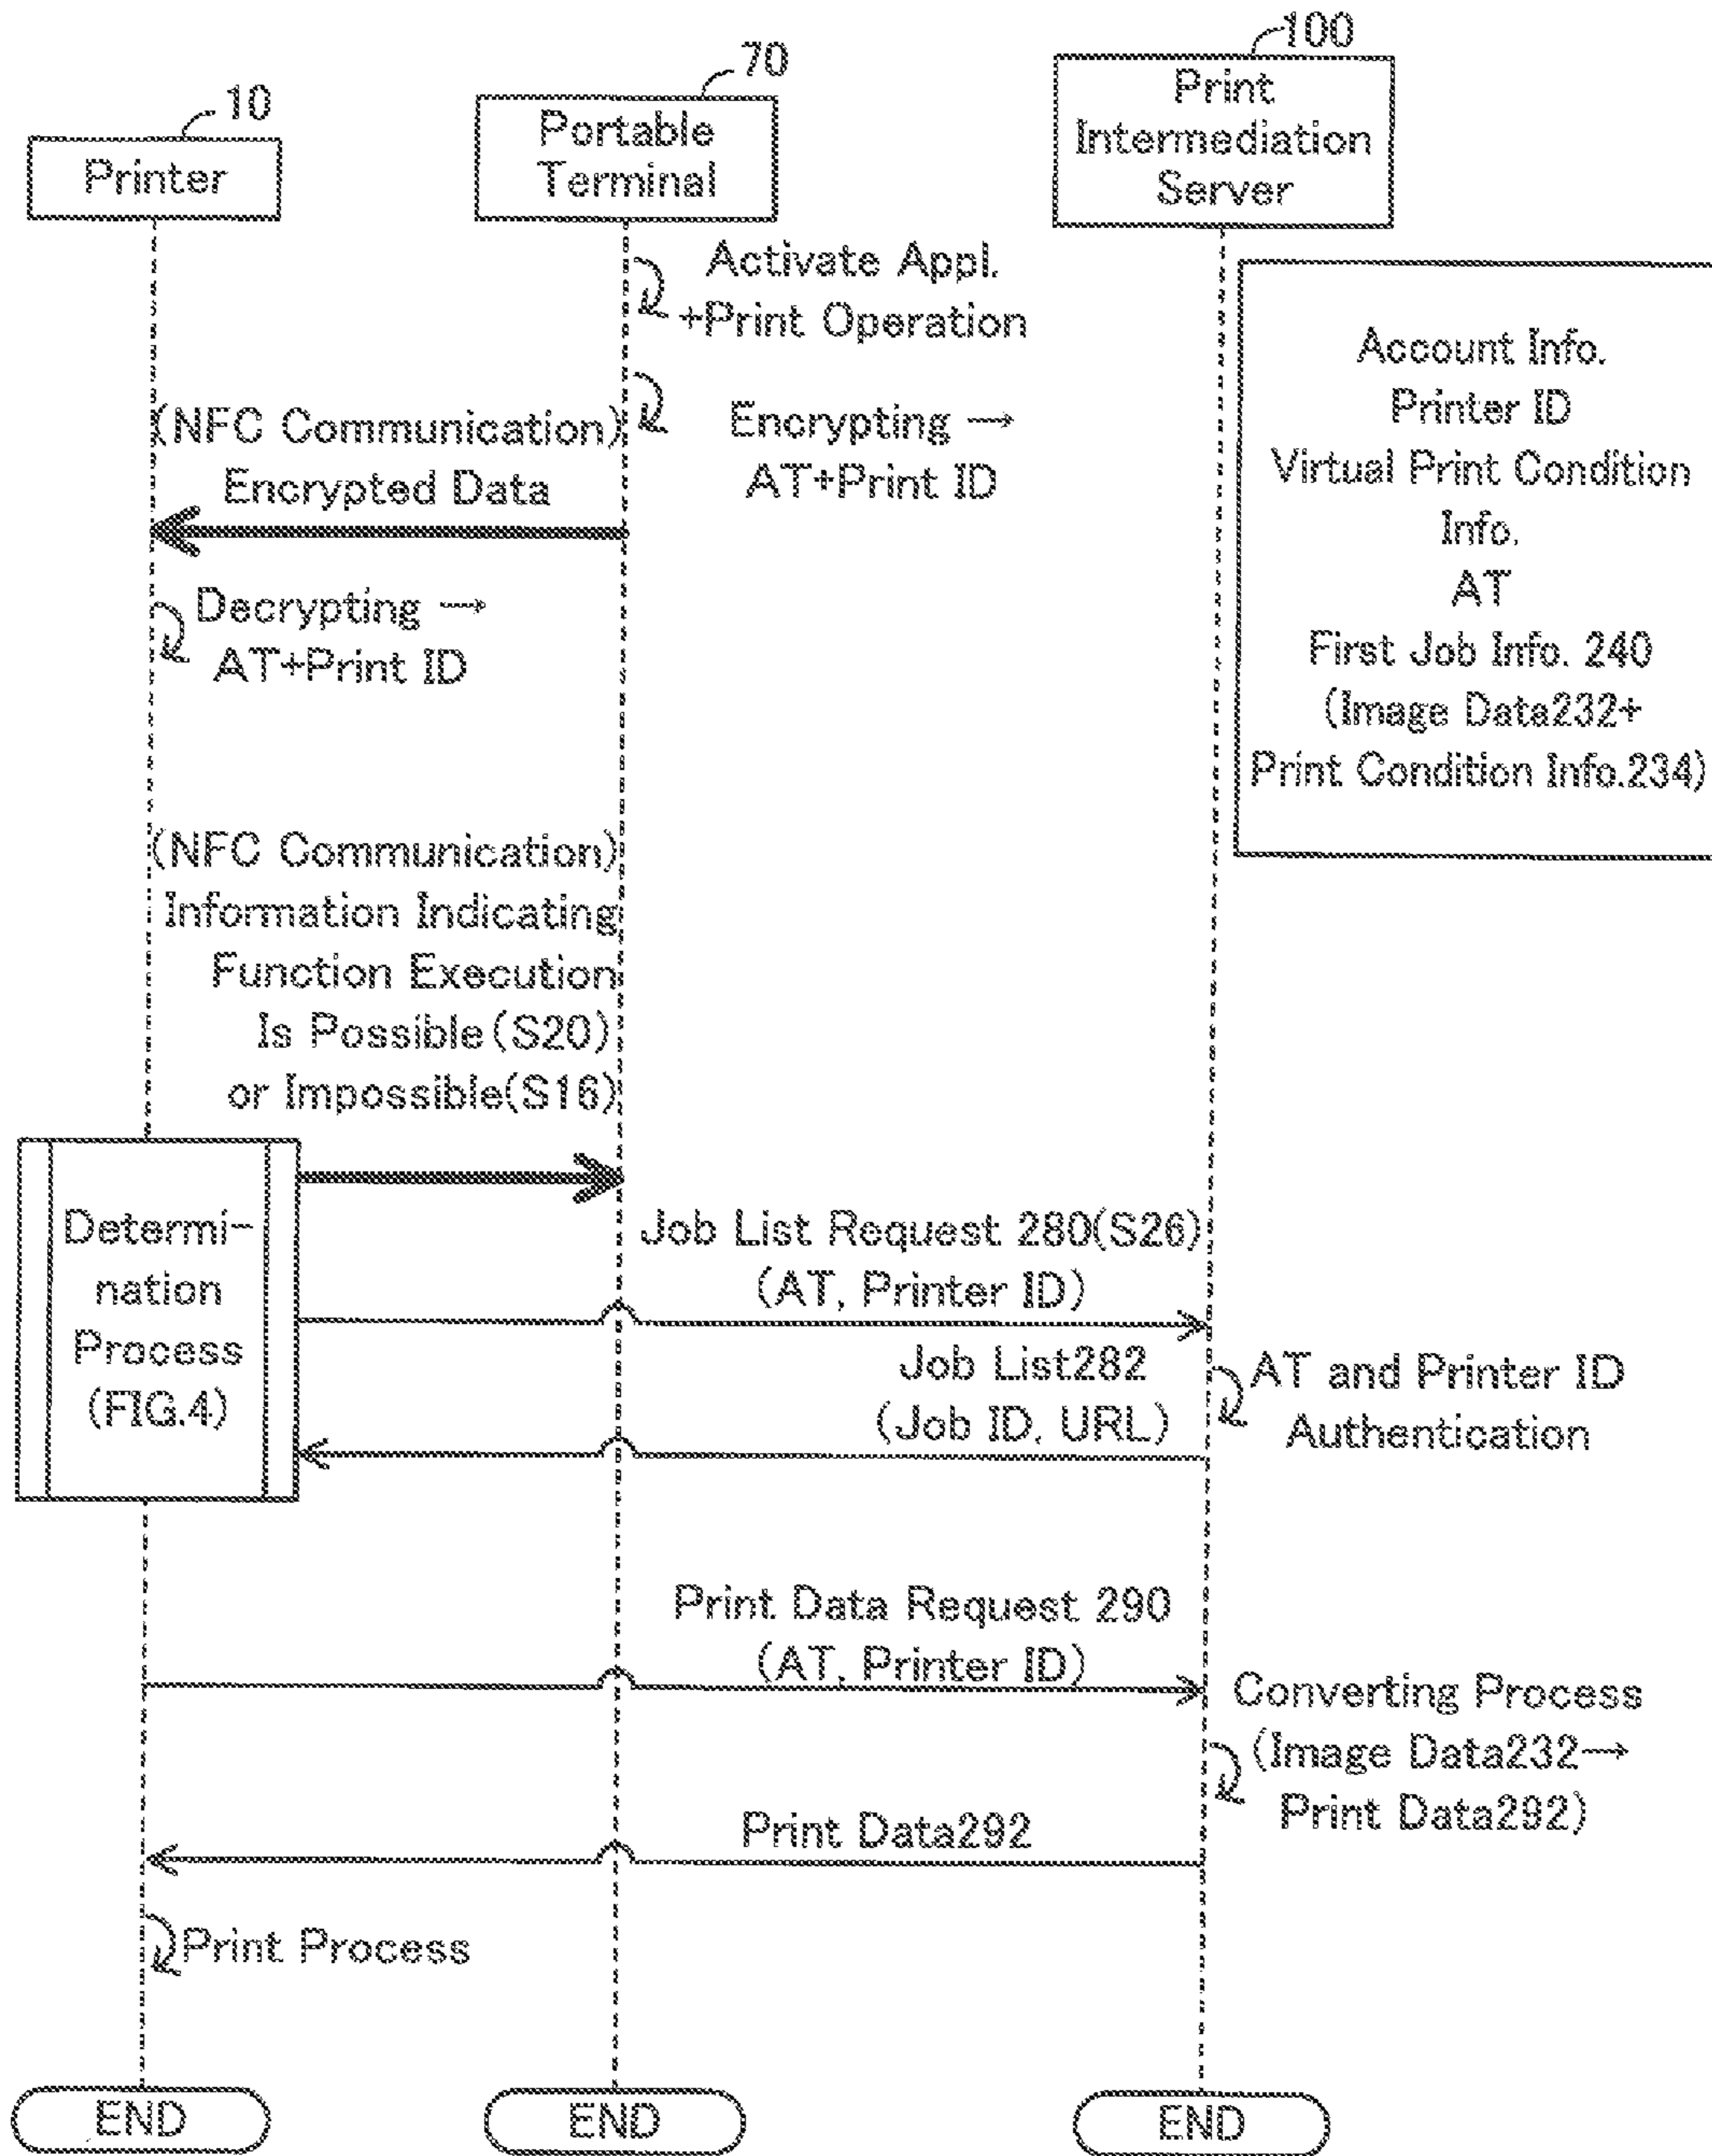 10
Printer
70
Portable
Terminal
100
Print
Intermediation
Server
Activate Appl.
+Print Operation
Encrypting →
AT+Print ID
(NFC Communication)
Encrypted Data
Decrypting →
AT+Print ID
Account Info.
Printer ID
Virtual Print Condition
Info.
AT
First Job Info. 240
(Image Data232+
Print Condition Info.234)
(NFC Communication)
Information Indicating
Function Execution
Is Possible(S20)
or Impossible(S16)
Determi-
nation
Process
(FIG.4)
Job List Request 280(S26)
(AT, Printer ID)
AT and Printer ID
Authentication
Job List282
(Job ID, URL)
Print Data Request 290
(AT, Printer ID)
Converting Process
(Image Data232→
Print Data292)
Print Data292
Print Process
END
END
END